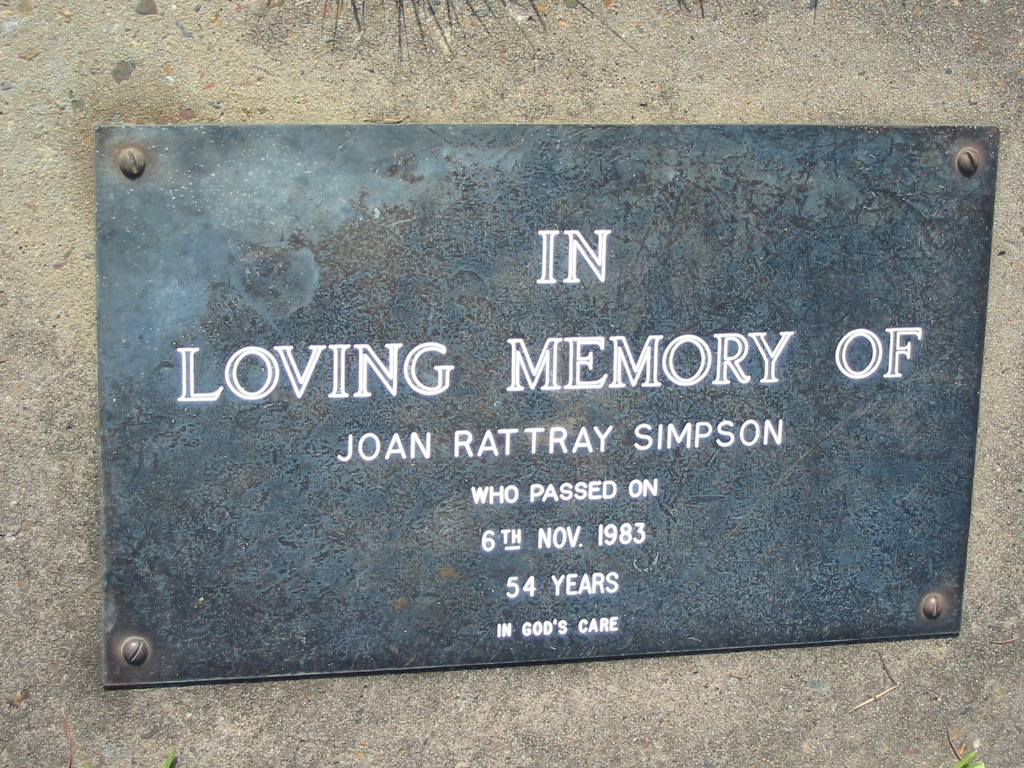 IN
LOVING MEMORY OF
JOAN RATTRAY SIMPSON
WHO PASSED ON
6TH NOV. 1983
54 YEARS
IN GOD'S CARE